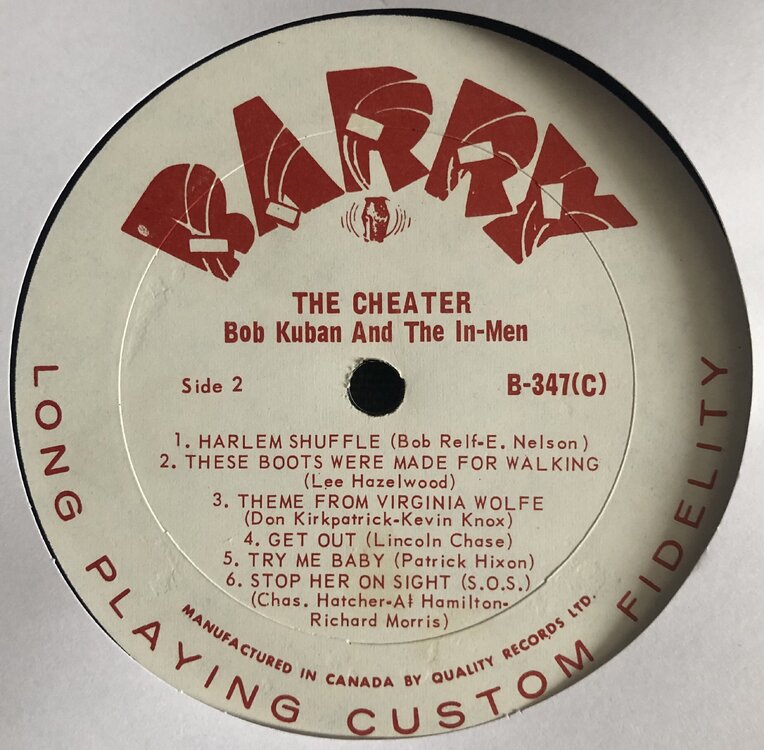 BARRY
THE CHEATER
Bob Kuban And The In-Men
Side 2
B-347(C)
1. HARLEM SHUFFLE (Bob Relf-E. Nelson)
2. THESE BOOTS WERE MADE FOR WALKING
(Lee Hazelwood)
3. THEME FROM VIRGINIA WOLFE
(Don Kirkpatrick-Kevin Knox)
4. GET OUT (Lincoln Chase)
5. TRY ME BABY (Patrick Hixon)
6. STOP HER ON SIGHT (S.O.S.)
(Chas. Hatcher-Al Hamilton-
Richard Morris)
MANUFACTURED IN CANADA BY QUALITY RECORDS LTD.
LONG PLAYING CUSTOM FIDELITY